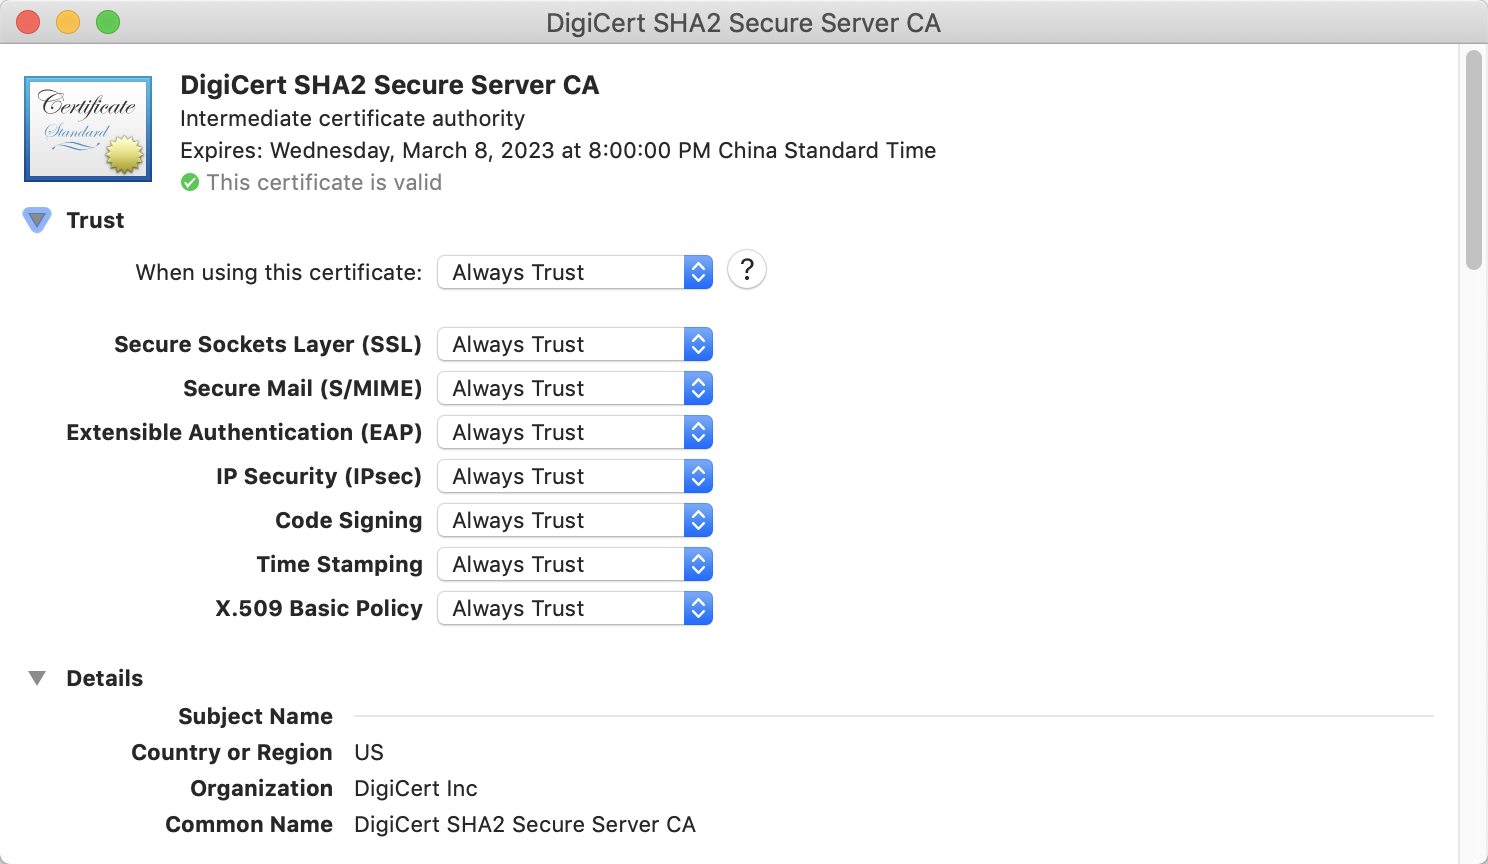 DigiCert SHA2 Secure Server CA
Certificate
Standard
DigiCert SHA2 Secure Server CA
Intermediate certificate authority
Expires: Wednesday, March 8, 2023 at 8:00:00 PM China Standard Time
This certificate is valid
Trust
When using this certificate: Always Trust ?
Secure Sockets Layer (SSL) Always Trust
Secure Mail (S/MIME) Always Trust
Extensible Authentication (EAP) Always Trust
IP Security (IPsec) Always Trust
Code Signing Always Trust
Time Stamping Always Trust
X.509 Basic Policy Always Trust
Details
Subject Name
Country or Region US
Organization DigiCert Inc
Common Name DigiCert SHA2 Secure Server CA